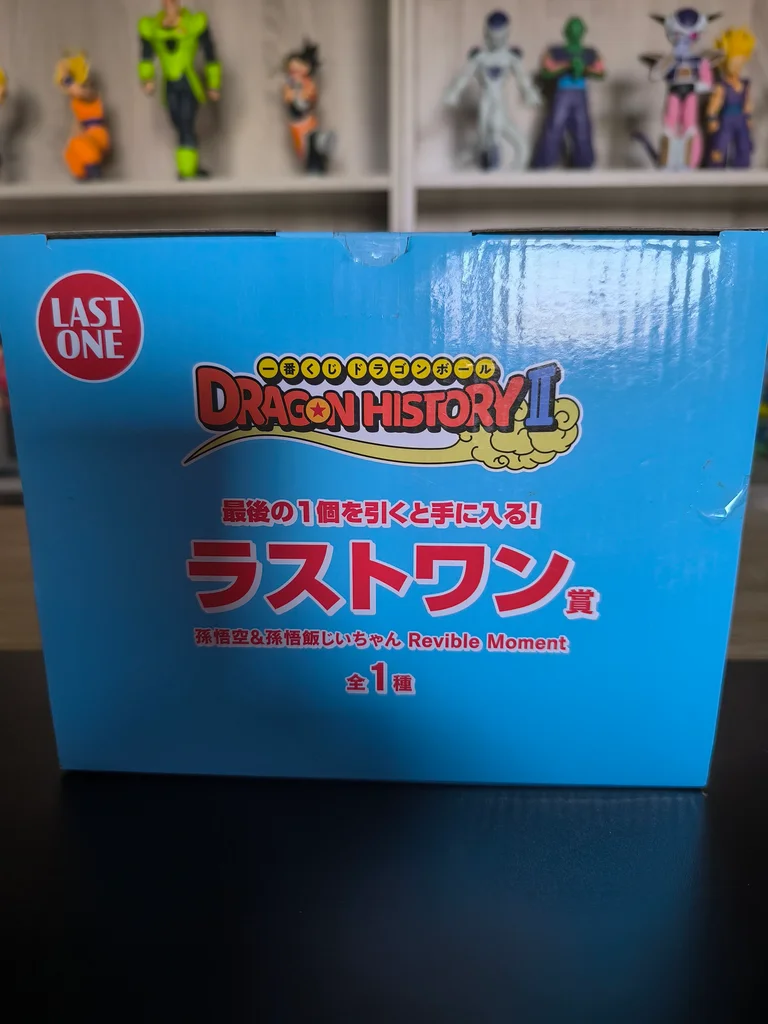 LAST
ONE
一番くじ ドラゴンボール
DRAGON HISTORY II
最後の1個を引くと手に入る!
ラストワン賞
孫悟空&孫悟飯じいちゃん Revible Moment
全1種